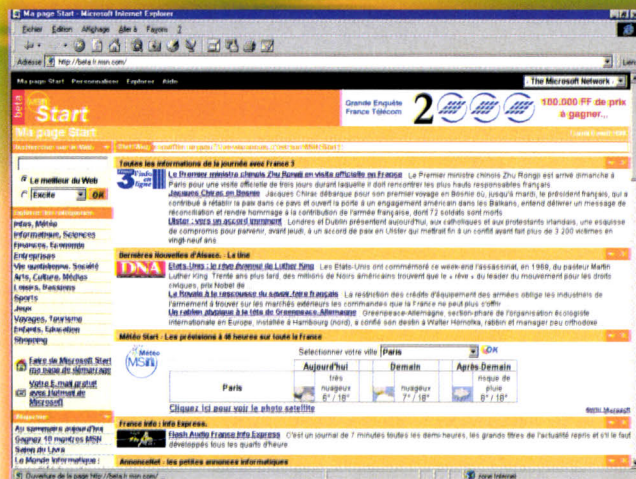 Ma page Start - Microsoft Internet Explorer
Fichier Edition Affichage Aller à Favoris ?
Adresse http://beta.fr.msn.com/
Liens
Ma page Start Personnaliser Explorer Aide
The Microsoft Network
beta
msn
Start
Grande Enquête
France Télécom
2
100.000 FF de prix
à gagner...
Ma page Start
Le meilleur du Web
Excite
OK
Infos, Météo
Informatique, Sciences
Finances, Economie
Entreprises
Vie quotidienne, Société
Arts, Culture, Médias
Loisirs, Passions
Sports
Jeux
Voyages, Tourisme
Enfants, Education
Shopping
Faire de Microsoft Start
ma page de démarrage
Votre E-mail gratuit
avec Hotmail de
Microsoft
Magazine
Au sommaire aujourd'hui
Gagnez 10 montres MSN
Salon du Livre
Le Monde Informatique :
Toutes les informations de la journée avec France 3
3 l'info en ligne
Le Premier ministre chinois Zhu Rongji en visite officielle en France Le Premier ministre chinois Zhu Rongji est arrivé dimanche à
Paris pour une visite officielle de trois jours durant laquelle il doit rencontrer les plus hauts responsables français
Jacques Chirac en Bosnie Jacques Chirac débarque pour son premier voyage en Bosnie où, jusqu'à mardi, le président français, qui a
contribué à rétablir la paix dans ce pays et ouvert la porte à un engagement américain dans les Balkans, entend délivrer un message de
réconciliation et rendre hommage à la contribution de l'armée française, dont 72 soldats sont morts
Ulster : vers un accord imminent Londres et Dublin présentent aujourd'hui, aux catholiques et aux protestants irlandais, une esquisse
de compromis pour parvenir, avant jeudi, à un accord de paix en Ulster qui mettrait fin à un conflit ayant fait plus de 3 200 victimes en
vingt-neuf ans
Dernières Nouvelles d'Alsace. - La Une
DNA
Etats-Unis : le rêve évanoui de Luther King Les Etats-Unis ont commémoré ce week-end l'assassinat, en 1968, du pasteur Martin
Luther King. Trente ans plus tard, des millions de Noirs américains trouvent que le « rêve » du leader du mouvement pour les droits
civiques, prix Nobel de
La Royale à la rescousse du savoir-faire français La réduction des crédits d'équipement des armées oblige les industriels de
l'armement à trouver sur les marchés extérieurs les commandes que la France ne peut plus s'offrir
Un rabbin atypique à la tête de Greenpeace-Allemagne Greenpeace-Allemagne, section-phare de l'organisation écologiste
internationale en Europe, installée à Hambourg (nord), a confié son destin à Walter Homolka, rabbin et manager peu orthodoxe
Météo Start - Les prévisions à 48 heures sur toute la France
Météo
MSN
Sélectionner votre ville Paris OK
Aujourd'hui Demain Après-Demain
Paris
très
nuageux
6° / 18°
nuageux
7° / 16°
risque de
pluie
8° / 16°
Cliquez ici pour voir la photo satellite
France Info : Info Express.
Flash Audio France Info Express C'est un journal de 7 minutes toutes les demi-heures, les grands titres de l'actualité repris et s'il le faut
développés tous les quarts d'heure.
AnnonceNet - les petites annonces informatiques
Ouverture de la page http://beta.fr.msn.com/
zone Internet